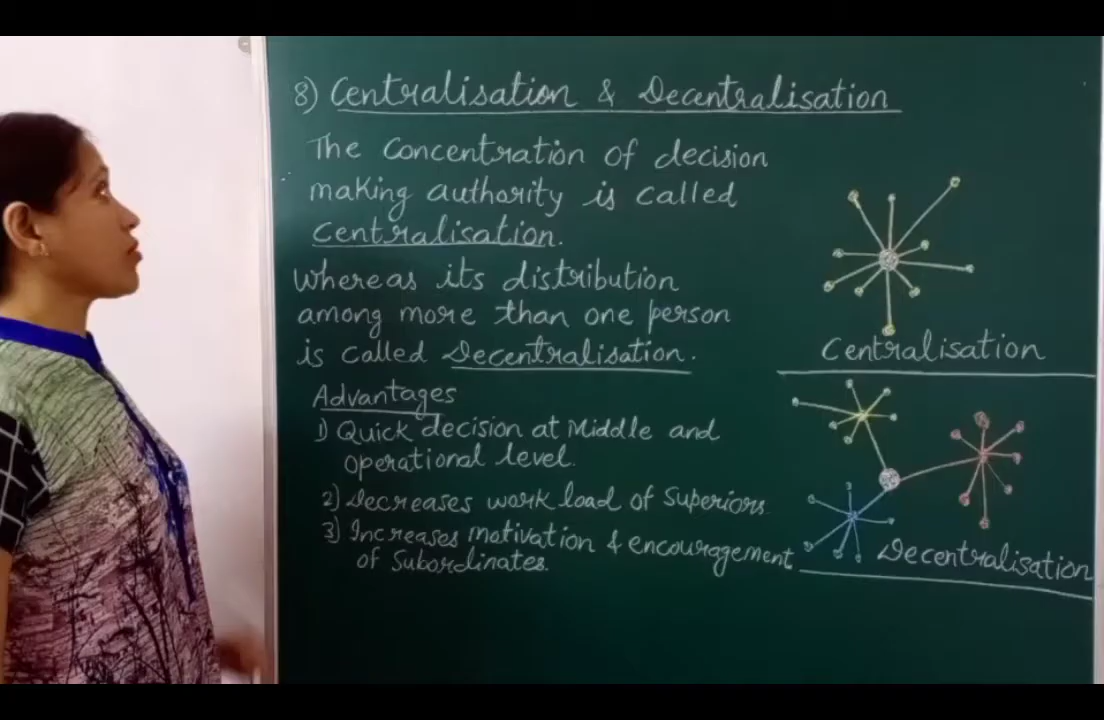 8) Centralisation & Decentralisation
The Concentration of decision
making authority is called
Centralisation.
Whereas its distribution
among more than one person
is called Decentralisation.
Advantages
1) Quick decision at Middle and
Operational level.
2) Decreases work load of Superiors.
3) Increases motivation & encouragement
of Subordinates.
Centralisation
Decentralisation